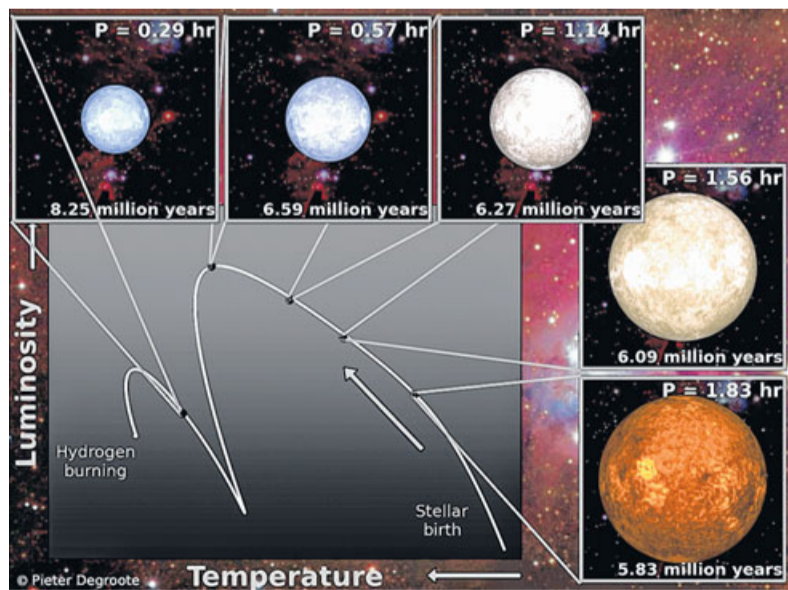 P = 0.29 hr
8.25 million years
P = 0.57 hr
6.59 million years
P = 1.14 hr
6.27 million years
P = 1.56 hr
6.09 million years
P = 1.83 hr
5.83 million years
Luminosity
Hydrogen
burning
Stellar
birth
Temperature
© Pieter Degroote